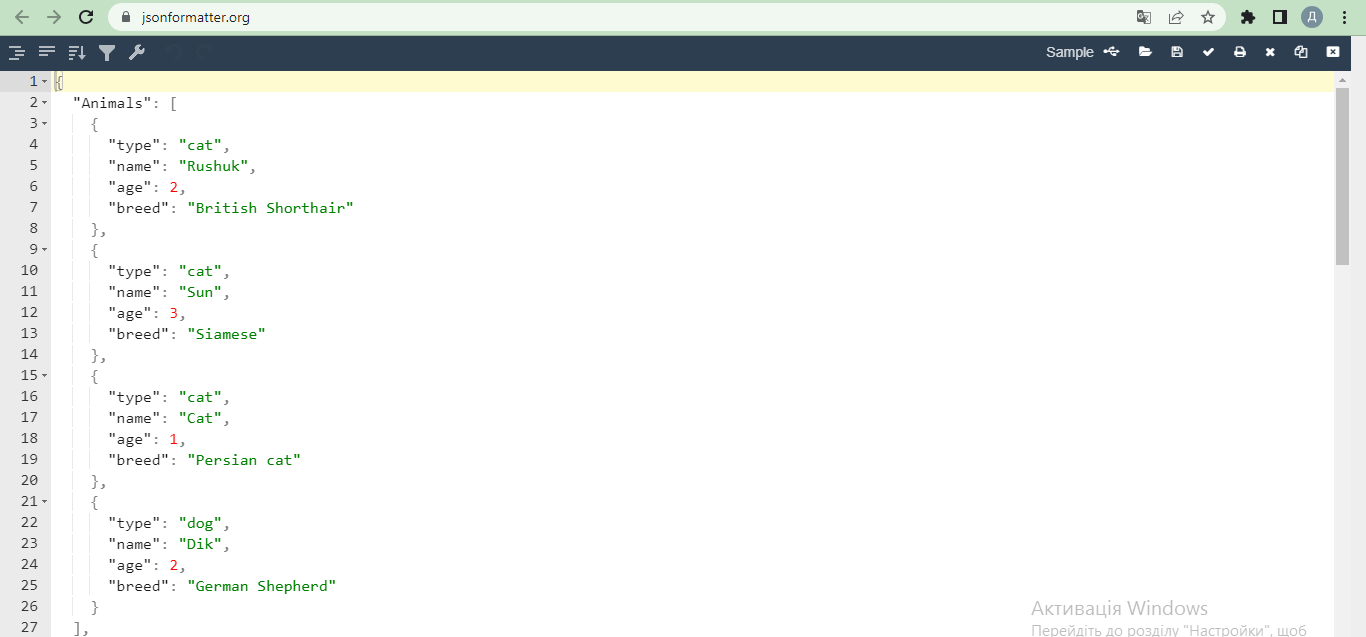 jsonformatter.org
Д
Sample
1 {
2 "Animals": [
3 {
4 "type": "cat",
5 "name": "Rushuk",
6 "age": 2,
7 "breed": "British Shorthair"
8 },
9 {
10 "type": "cat",
11 "name": "Sun",
12 "age": 3,
13 "breed": "Siamese"
14 },
15 {
16 "type": "cat",
17 "name": "Cat",
18 "age": 1,
19 "breed": "Persian cat"
20 },
21 {
22 "type": "dog",
23 "name": "Dik",
24 "age": 2,
25 "breed": "German Shepherd"
26 }
27 ],
Активація Windows
Перейдіть до розділу "Настройки", щоб